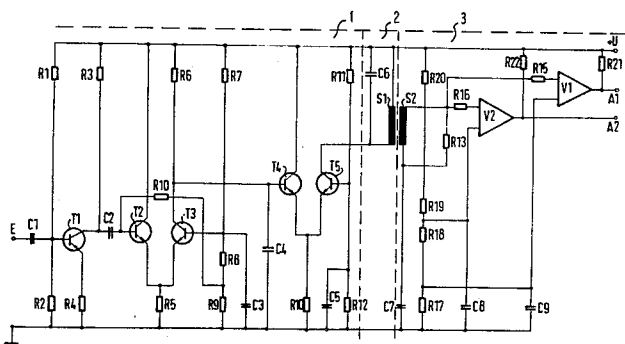 1 2 3
+U
R1 R3 R6 R7 R11 C6 R20 R22 R15 R21
V1 A1
S1 S2 R16 V2 A2
R13
T4 T5
R10
E C1 T1 C2 T2 T3
R19
R18
R8 C4
R2 R4 R5 R9 C3 R10 C5 R12 C7 R17 C8 C9